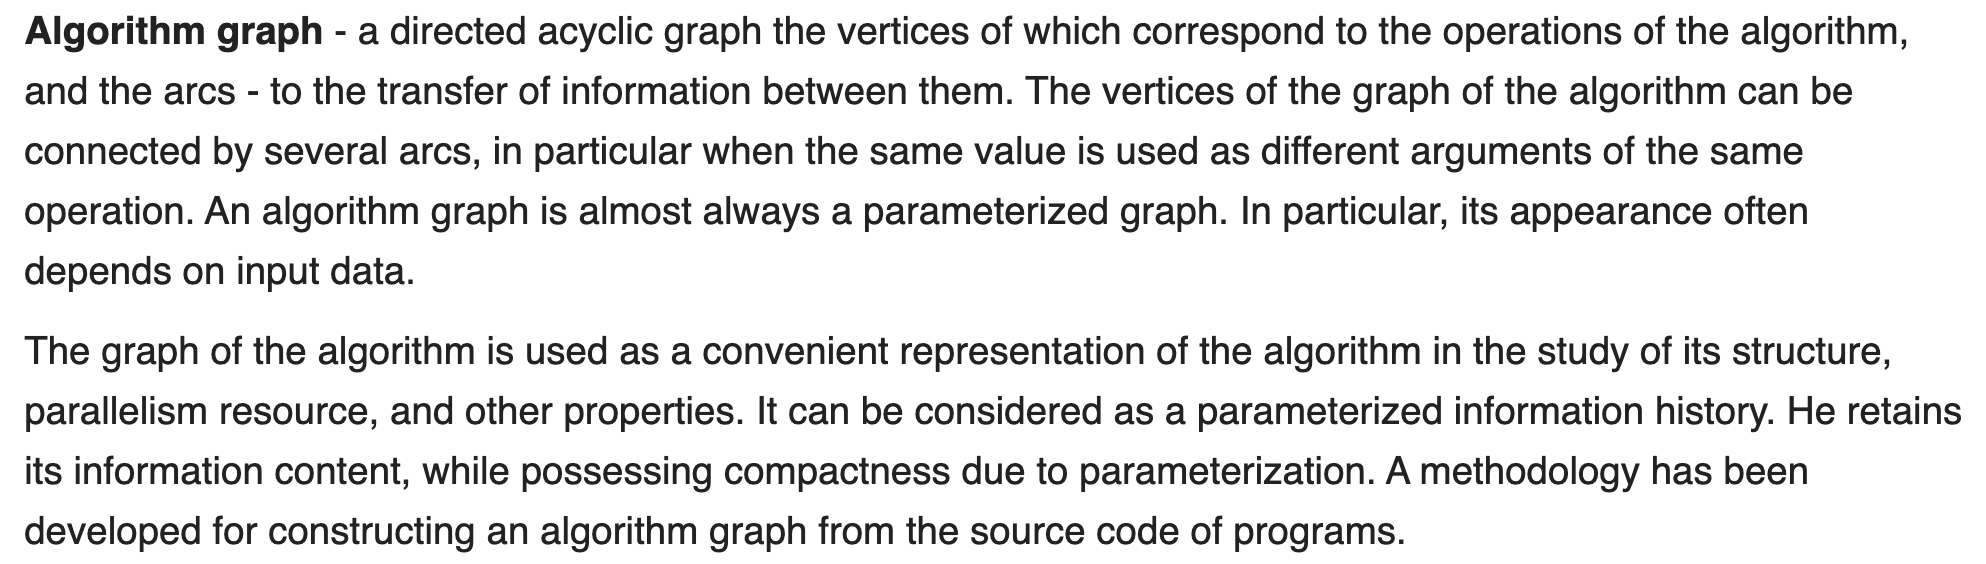 Algorithm graph - a directed acyclic graph the vertices of which correspond to the operations of the algorithm,
and the arcs - to the transfer of information between them. The vertices of the graph of the algorithm can be
connected by several arcs, in particular when the same value is used as different arguments of the same
operation. An algorithm graph is almost always a parameterized graph. In particular, its appearance often
depends on input data.
The graph of the algorithm is used as a convenient representation of the algorithm in the study of its structure,
parallelism resource, and other properties. It can be considered as a parameterized information history. He retains
its information content, while possessing compactness due to parameterization. A methodology has been
developed for constructing an algorithm graph from the source code of programs.